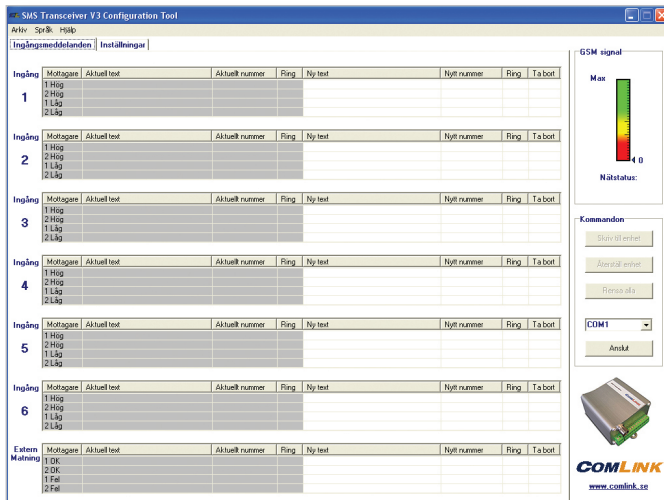 SMS Transceiver V3 Configuration Tool
Arkiv Språk Hjälp
Ingångsmeddelanden Inställningar
Ingång 1
Mottagare Aktuell text Aktuellt nummer Ring Ny text Nytt nummer Ring Ta bort
1 Hög
2 Hög
1 Låg
2 Låg
Ingång 2
Mottagare Aktuell text Aktuellt nummer Ring Ny text Nytt nummer Ring Ta bort
1 Hög
2 Hög
1 Låg
2 Låg
Ingång 3
Mottagare Aktuell text Aktuellt nummer Ring Ny text Nytt nummer Ring Ta bort
1 Hög
2 Hög
1 Låg
2 Låg
Ingång 4
Mottagare Aktuell text Aktuellt nummer Ring Ny text Nytt nummer Ring Ta bort
1 Hög
2 Hög
1 Låg
2 Låg
Ingång 5
Mottagare Aktuell text Aktuellt nummer Ring Ny text Nytt nummer Ring Ta bort
1 Hög
2 Hög
1 Låg
2 Låg
Ingång 6
Mottagare Aktuell text Aktuellt nummer Ring Ny text Nytt nummer Ring Ta bort
1 Hög
2 Hög
1 Låg
2 Låg
Extern Matning
Mottagare Aktuell text Aktuellt nummer Ring Ny text Nytt nummer Ring Ta bort
1 OK
2 OK
1 Fel
2 Fel
GSM signal
Max
0
Nätstatus:
Kommandon
Skriv till enhet
Återställ enhet
Rensa alla
COM1
Anslut
COMLINK
www.comlink.se